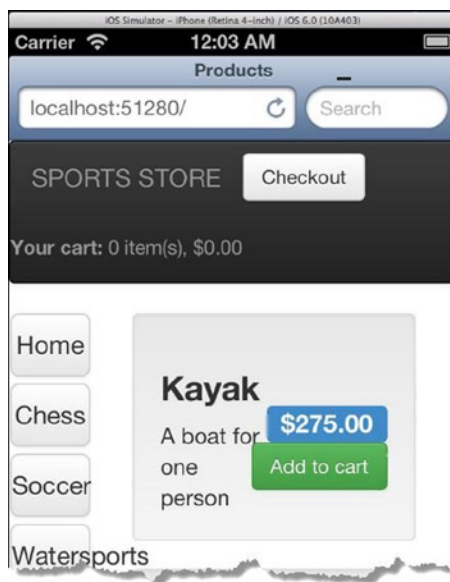 iOS Simulator – iPhone (Retina 4-inch) / iOS 6.0 (10A403)
Carrier 12:03 AM
Products
localhost:51280/ Search
SPORTS STORE Checkout
Your cart: 0 item(s), $0.00
Home
Chess
Soccer
Watersports
Kayak
$275.00
A boat for
one
person
Add to cart